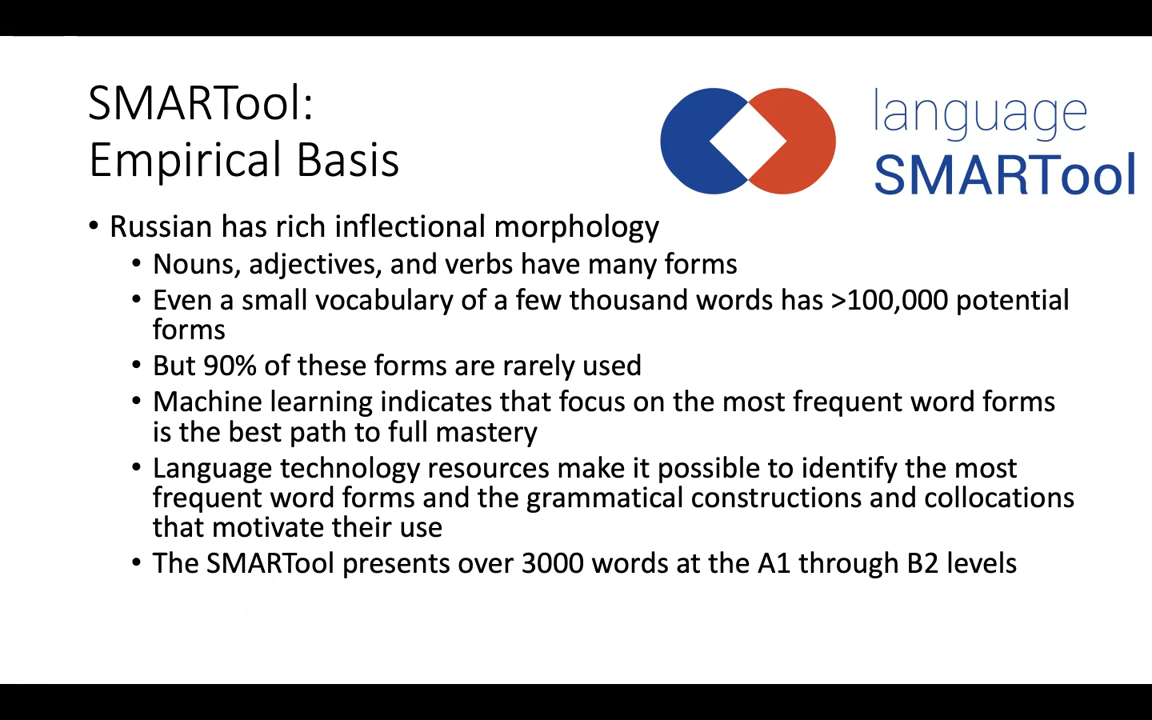 SMARTool:
Empirical Basis
language
SMARTool
• Russian has rich inflectional morphology
• Nouns, adjectives, and verbs have many forms
• Even a small vocabulary of a few thousand words has >100,000 potential
forms
• But 90% of these forms are rarely used
• Machine learning indicates that focus on the most frequent word forms
is the best path to full mastery
• Language technology resources make it possible to identify the most
frequent word forms and the grammatical constructions and collocations
that motivate their use
• The SMARTool presents over 3000 words at the A1 through B2 levels